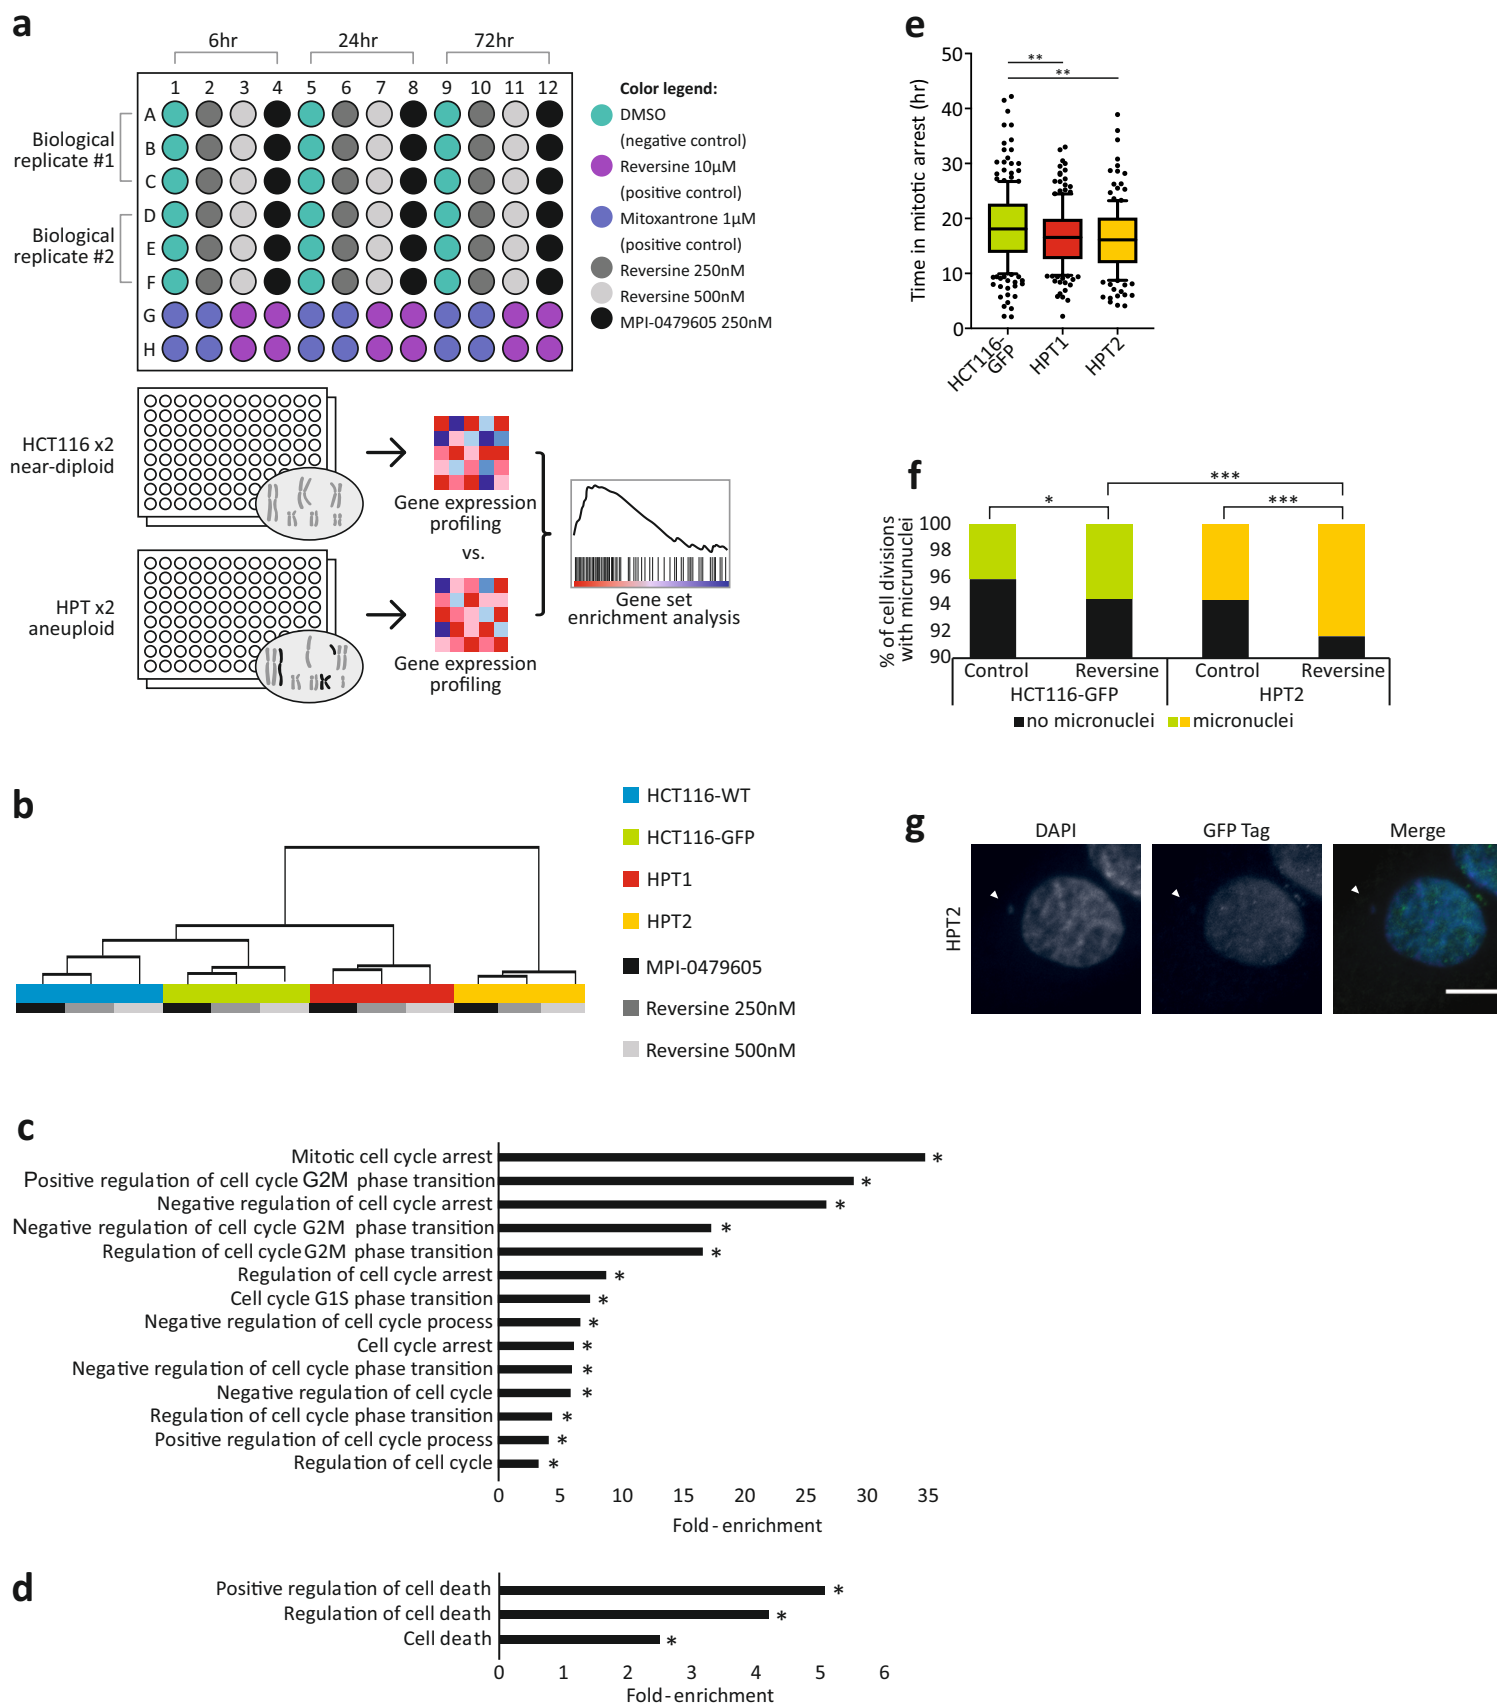 a
6hr 24hr 72hr
1 2 3 4 5 6 7 8 9 10 11 12
A
B
C
D
E
F
G
H
Biological
replicate #1
Biological
replicate #2
Color legend:
DMSO
(negative control)
Reversine 10µM
(positive control)
Mitoxantrone 1µM
(positive control)
Reversine 250nM
Reversine 500nM
MPI-0479605 250nM
HCT116 x2
near-diploid
Gene expression
profiling
vs.
HPT x2
aneuploid
Gene expression
profiling
Gene set
enrichment analysis
b
HCT116-WT
HCT116-GFP
HPT1
HPT2
MPI-0479605
Reversine 250nM
Reversine 500nM
c
Mitotic cell cycle arrest *
Positive regulation of cell cycle G2M phase transition *
Negative regulation of cell cycle arrest *
Negative regulation of cell cycle G2M phase transition *
Regulation of cell cycle G2M phase transition *
Regulation of cell cycle arrest *
Cell cycle G1S phase transition *
Negative regulation of cell cycle process *
Cell cycle arrest *
Negative regulation of cell cycle phase transition *
Negative regulation of cell cycle *
Regulation of cell cycle phase transition *
Positive regulation of cell cycle process *
Regulation of cell cycle *
0 5 10 15 20 25 30 35
Fold-enrichment
d
Positive regulation of cell death *
Regulation of cell death *
Cell death *
0 1 2 3 4 5 6
Fold-enrichment
e
Time in mitotic arrest (hr)
50
40
30
20
10
0
**
**
HCT116-
GFP
HPT1
HPT2
f
% of cell divisions
with micrunuclei
100
98
96
94
92
90
***
* ***
Control Reversine Control Reversine
HCT116-GFP HPT2
no micronuclei micronuclei
g
DAPI GFP Tag Merge
HPT2